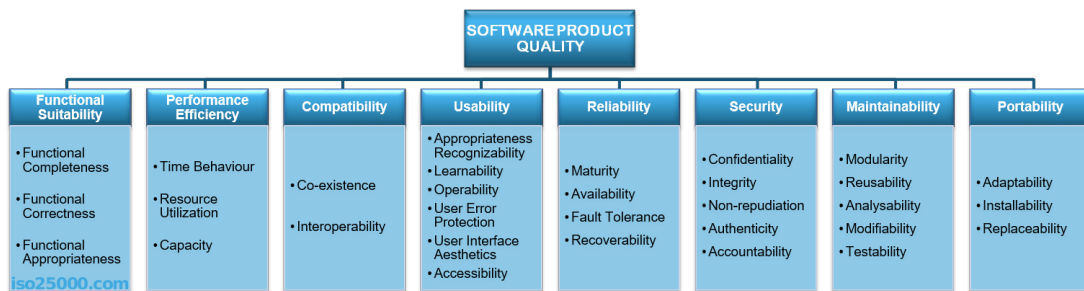 SOFTWARE PRODUCT
QUALITY
Functional
Suitability
• Functional
Completeness
• Functional
Correctness
• Functional
Appropriateness
Performance
Efficiency
• Time Behaviour
• Resource
Utilization
• Capacity
Compatibility
• Co-existence
• Interoperability
Usability
• Appropriateness
Recognizability
• Learnability
• Operability
• User Error
Protection
• User Interface
Aesthetics
• Accessibility
Reliability
• Maturity
• Availability
• Fault Tolerance
• Recoverability
Security
• Confidentiality
• Integrity
• Non-repudiation
• Authenticity
• Accountability
Maintainability
• Modularity
• Reusability
• Analysability
• Modifiability
• Testability
Portability
• Adaptability
• Installability
• Replaceability
iso25000.com